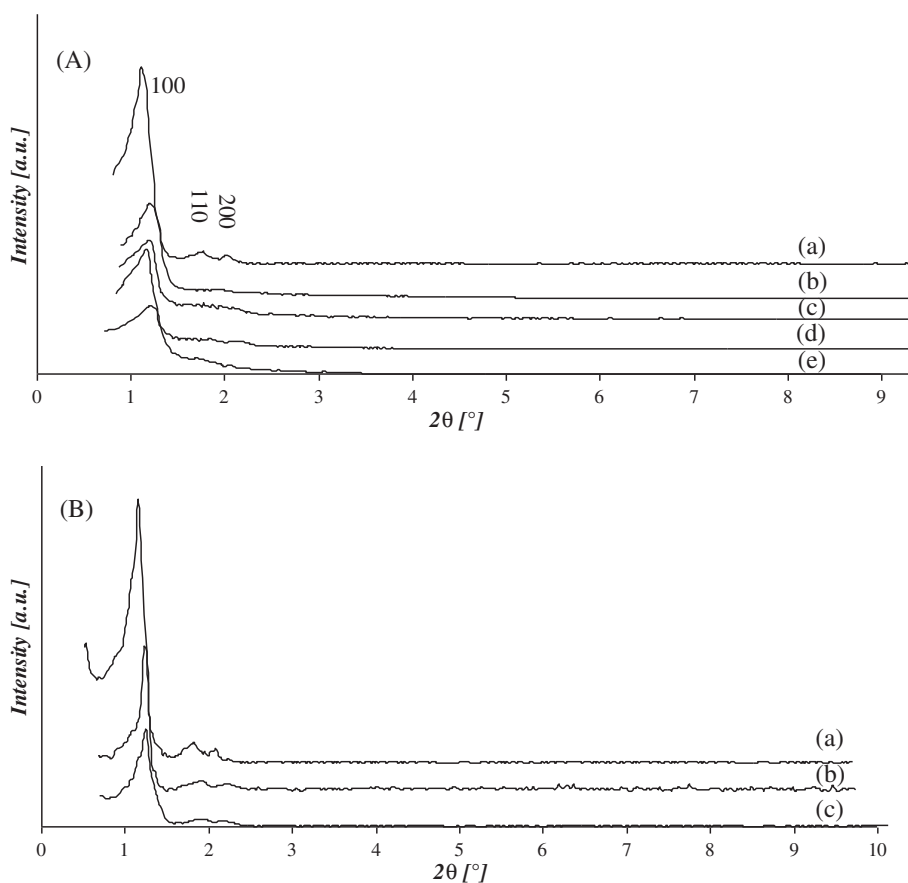 (A)
100
110
200
Intensity [a.u.]
(a)
(b)
(c)
(d)
(e)
0 1 2 3 4 5 6 7 8 9
2θ [°]
(B)
Intensity [a.u.]
(a)
(b)
(c)
0 1 2 3 4 5 6 7 8 9 10
2θ [°]